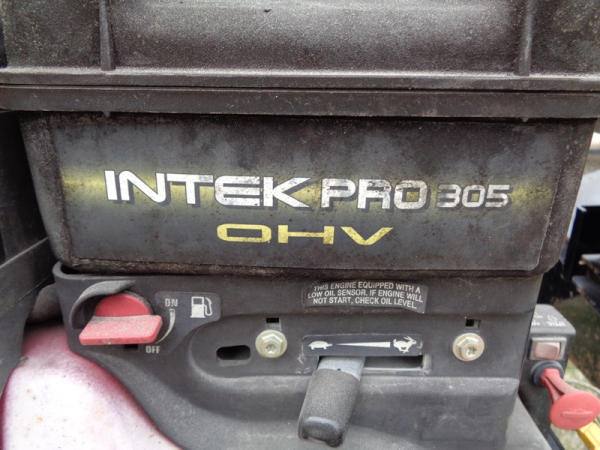 INTEK PRO 305
OHV
THIS ENGINE EQUIPPED WITH A
LOW OIL SENSOR. IF ENGINE WILL
NOT START, CHECK OIL LEVEL.
ON
OFF